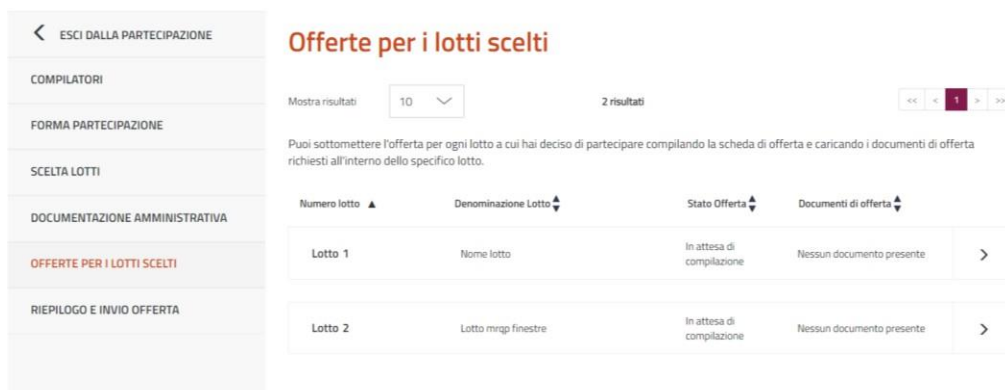 ESCI DALLA PARTECIPAZIONE
COMPILATORI
FORMA PARTECIPAZIONE
SCELTA LOTTI
DOCUMENTAZIONE AMMINISTRATIVA
OFFERTE PER I LOTTI SCELTI
RIEPILOGO E INVIO OFFERTA
Offerte per i lotti scelti
Mostra risultati 10 2 risultati << < 1 > >>
Puoi sottomettere l'offerta per ogni lotto a cui hai deciso di partecipare compilando la scheda di offerta e caricando i documenti di offerta
richiesti all'interno dello specifico lotto.
Numero lotto Denominazione Lotto Stato Offerta Documenti di offerta
Lotto 1 Nome lotto In attesa di compilazione Nessun documento presente
Lotto 2 Lotto mrqp finestre In attesa di compilazione Nessun documento presente